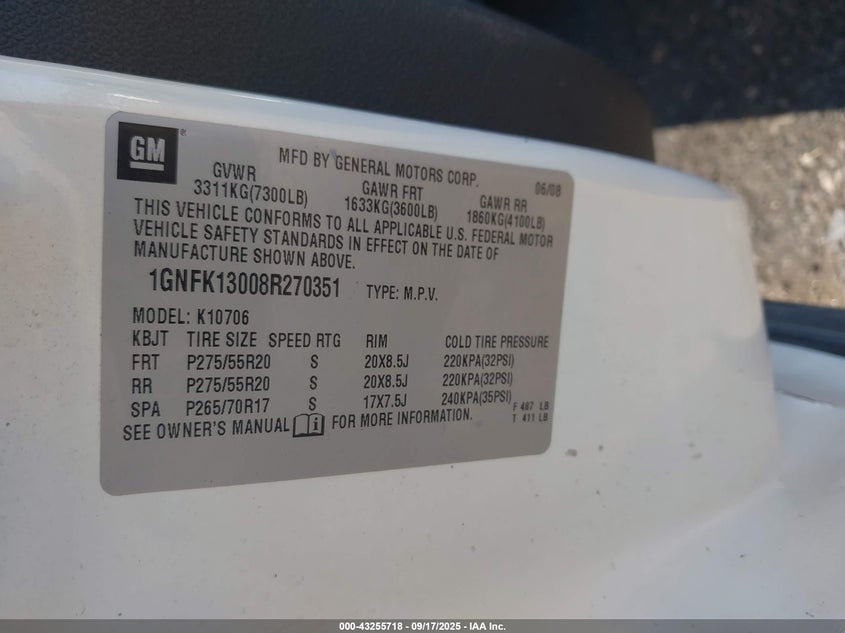 GM ®
MFD BY GENERAL MOTORS CORP. 06/08
GVWR GAWR FRT GAWR RR
3311KG(7300LB) 1633KG(3600LB) 1860KG(4100LB)
THIS VEHICLE CONFORMS TO ALL APPLICABLE U.S. FEDERAL MOTOR
VEHICLE SAFETY STANDARDS IN EFFECT ON THE DATE OF
MANUFACTURE SHOWN ABOVE.
1GNFK13008R270351 TYPE: M.P.V.
MODEL: K10706
KBJT TIRE SIZE SPEED RTG RIM COLD TIRE PRESSURE
FRT P275/55R20 S 20X8.5J 220KPA(32PSI)
RR P275/55R20 S 20X8.5J 220KPA(32PSI)
SPA P265/70R17 S 17X7.5J 240KPA(35PSI) F 487 LB
T 411 LB
SEE OWNER'S MANUAL i FOR MORE INFORMATION.
000-43255718 - 09/17/2025 - IAA Inc.